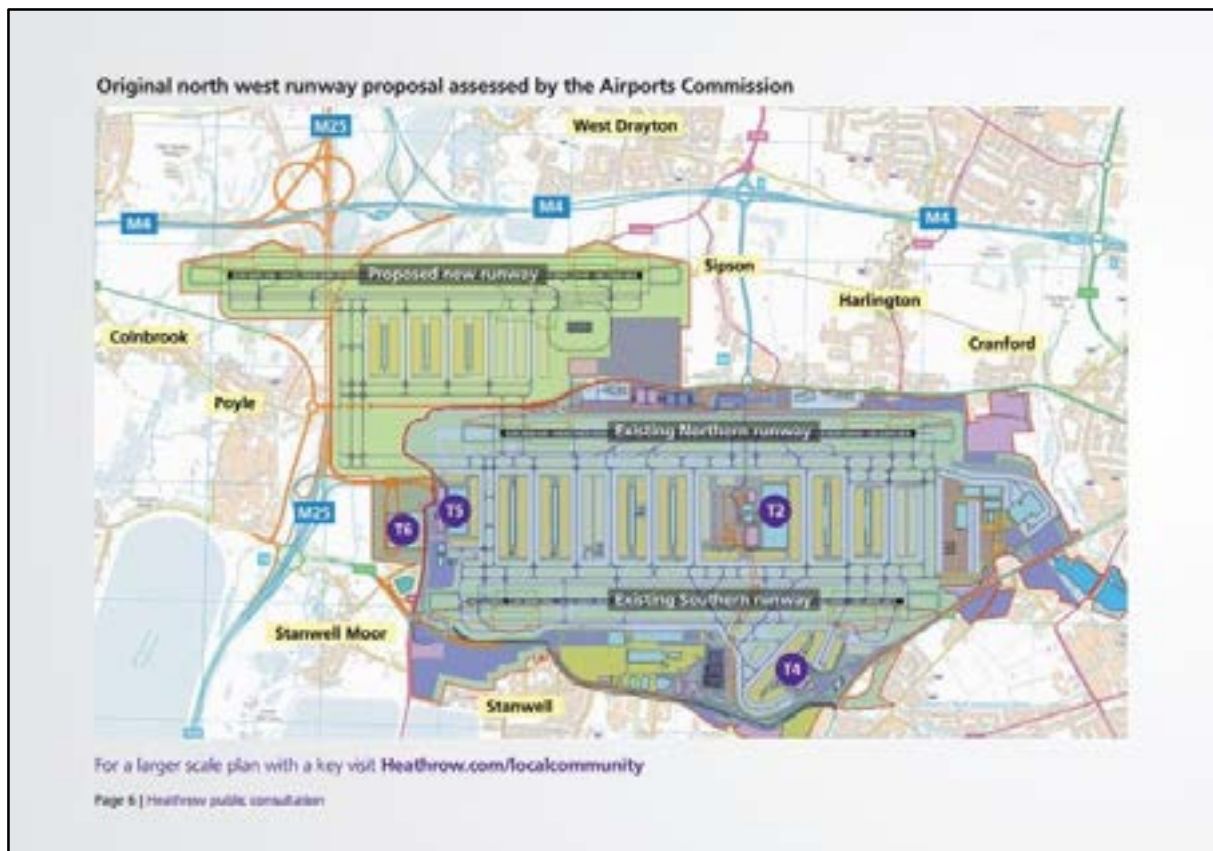 Original north west runway proposal assessed by the Airports Commission
M25
West Drayton
M4
M4
M4
Sipson
Proposed new runway
Harlington
Colnbrook
Cranford
Poyle
Existing Northern runway
M25
T6
T5
T2
Existing Southern runway
Stanwell Moor
T4
Stanwell
For a larger scale plan with a key visit Heathrow.com/localcommunity
Page 6 | Heathrow public consultation